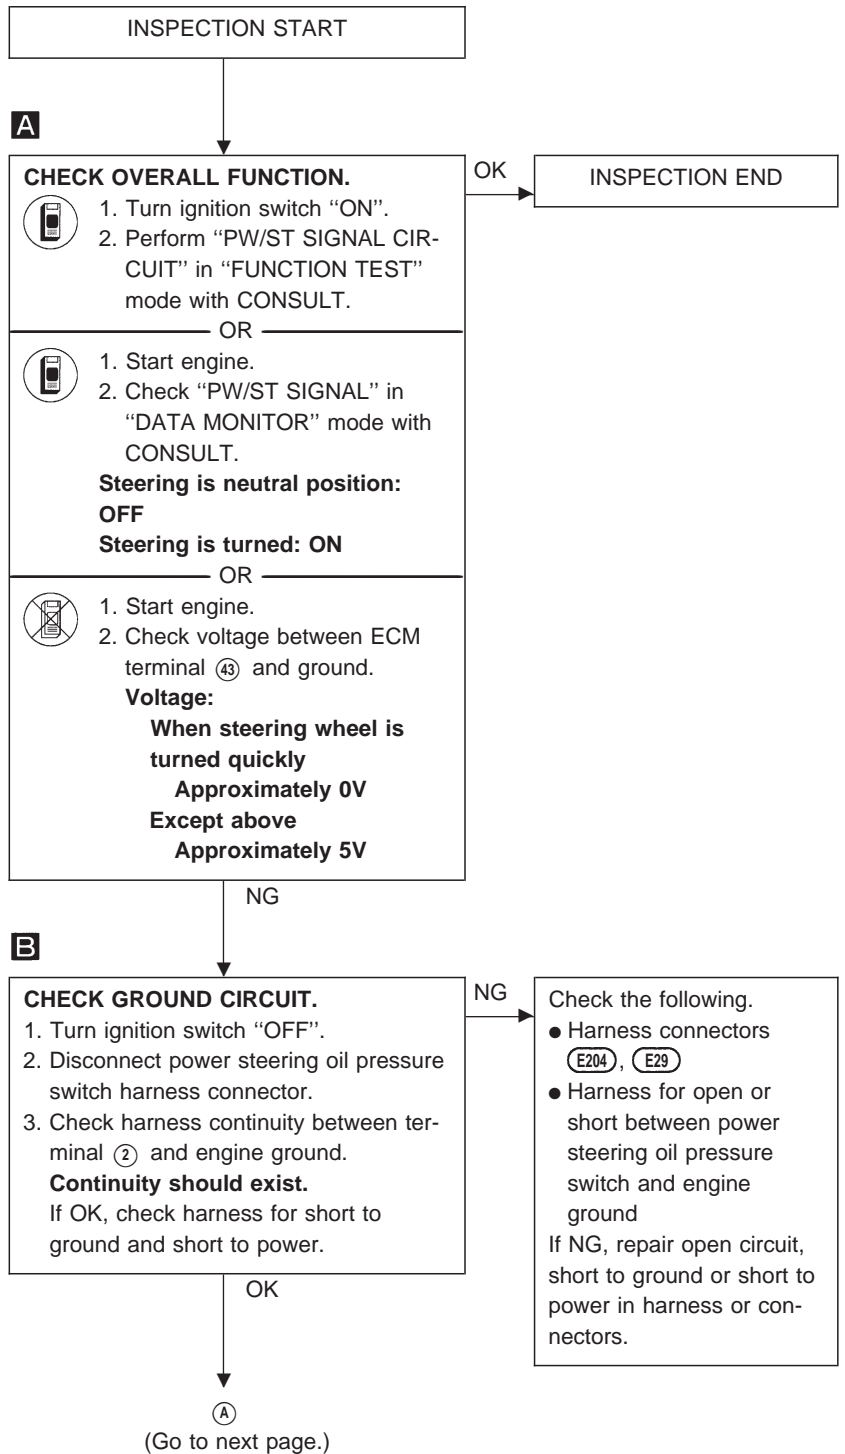 INSPECTION START
A
CHECK OVERALL FUNCTION.
1. Turn ignition switch “ON”.
2. Perform “PW/ST SIGNAL CIR-
CUIT” in “FUNCTION TEST”
mode with CONSULT.
OR
1. Start engine.
2. Check “PW/ST SIGNAL” in
“DATA MONITOR” mode with
CONSULT.
Steering is neutral position:
OFF
Steering is turned: ON
OR
1. Start engine.
2. Check voltage between ECM
terminal 43 and ground.
Voltage:
When steering wheel is
turned quickly
Approximately 0V
Except above
Approximately 5V
OK
INSPECTION END
NG
B
CHECK GROUND CIRCUIT.
1. Turn ignition switch “OFF”.
2. Disconnect power steering oil pressure
switch harness connector.
3. Check harness continuity between ter-
minal 2 and engine ground.
Continuity should exist.
If OK, check harness for short to
ground and short to power.
NG
Check the following.
● Harness connectors
E204, E29
● Harness for open or
short between power
steering oil pressure
switch and engine
ground
If NG, repair open circuit,
short to ground or short to
power in harness or con-
nectors.
OK
A
(Go to next page.)